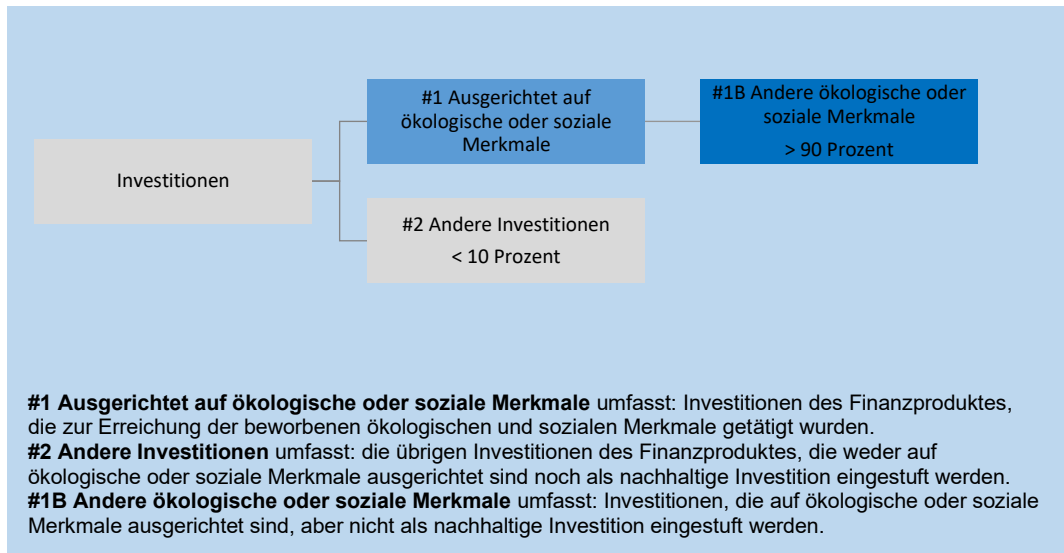 #1 Ausgerichtet auf
ökologische oder soziale
Merkmale
#1B Andere ökologische oder
soziale Merkmale
> 90 Prozent
Investitionen
#2 Andere Investitionen
< 10 Prozent
#1 Ausgerichtet auf ökologische oder soziale Merkmale umfasst: Investitionen des Finanzproduktes,
die zur Erreichung der beworbenen ökologischen und sozialen Merkmale getätigt wurden.
#2 Andere Investitionen umfasst: die übrigen Investitionen des Finanzproduktes, die weder auf
ökologische oder soziale Merkmale ausgerichtet sind noch als nachhaltige Investition eingestuft werden.
#1B Andere ökologische oder soziale Merkmale umfasst: Investitionen, die auf ökologische oder soziale
Merkmale ausgerichtet sind, aber nicht als nachhaltige Investition eingestuft werden.